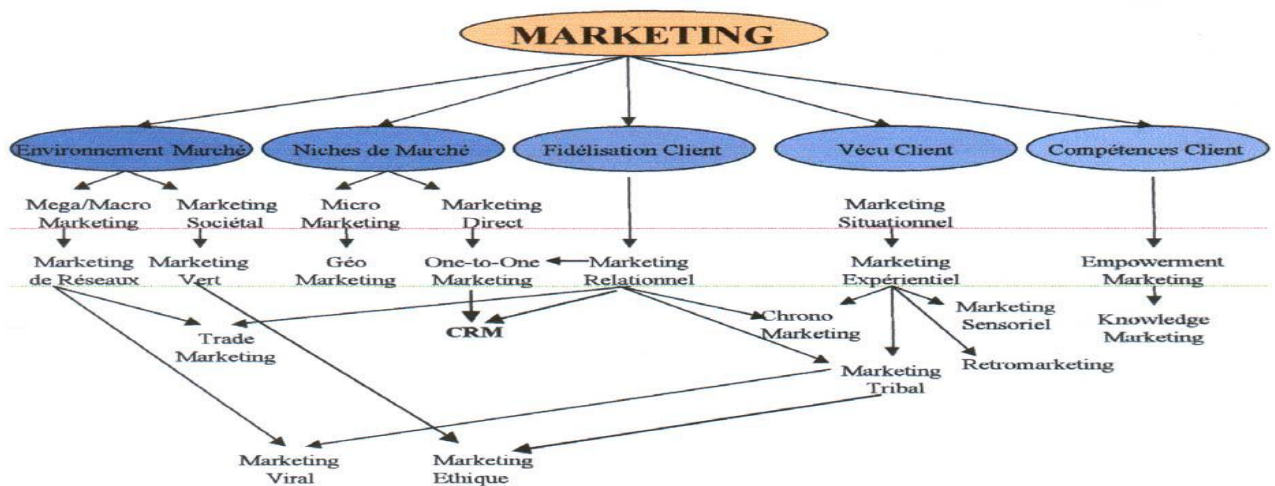 MARKETING
Environnement Marché
Niches de Marché
Fidélisation Client
Vécu Client
Compétences Client
Mega/Macro
Marketing
Marketing
Sociétal
Micro
Marketing
Marketing
Direct
Marketing
Situationnel
Marketing
de Réseaux
Marketing
Vert
Géo
Marketing
One-to-One
Marketing
Marketing
Relationnel
Marketing
Expérientiel
Empowerment
Marketing
Trade
Marketing
CRM
Chrono
Marketing
Marketing
Sensoriel
Knowledge
Marketing
Marketing
Tribal
Retromarketing
Marketing
Viral
Marketing
Ethique